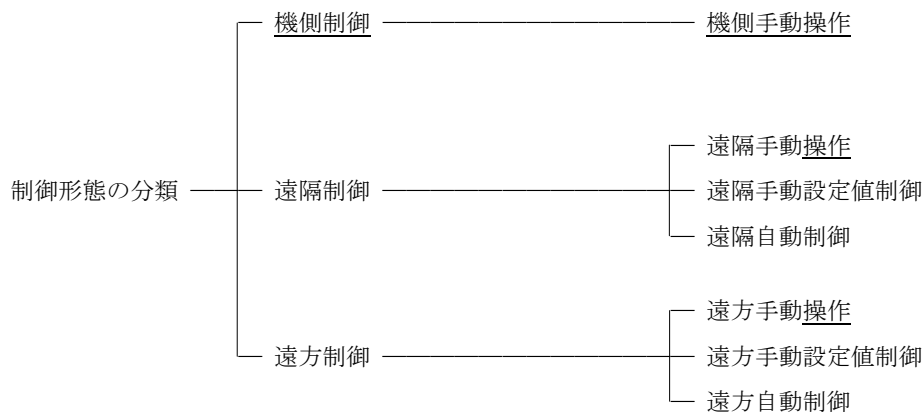 機側制御 機側手動操作
遠隔手動操作
制御形態の分類 遠隔制御 遠隔手動設定値制御
遠隔自動制御
遠方手動操作
遠方制御 遠方手動設定値制御
遠方自動制御